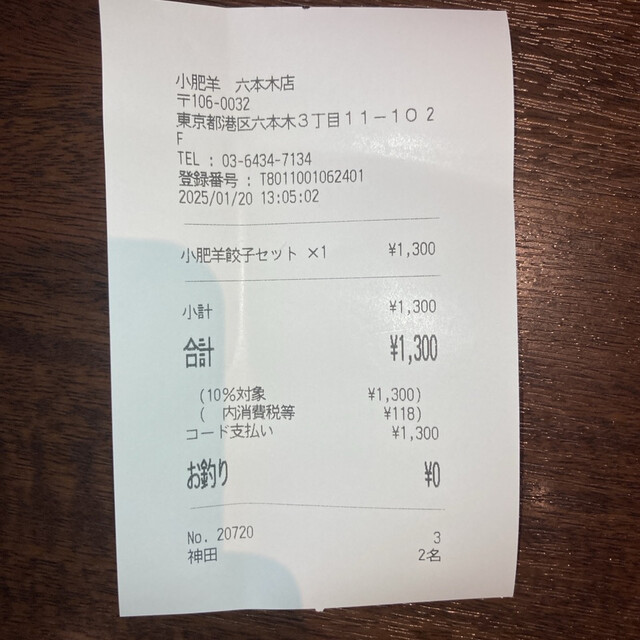 小肥羊　六本木店
〒106-0032
東京都港区六本木３丁目１１－１０ ２
F
TEL : 03-6434-7134
登録番号 : T8011001062401
2025/01/20 13:05:02
小肥羊餃子セット ×1 ¥1,300
小計 ¥1,300
合計 ¥1,300
(10%対象 ¥1,300)
(　内消費税等 ¥118)
コード支払い ¥1,300
お釣り ¥0
No. 20720 3
神田 2名